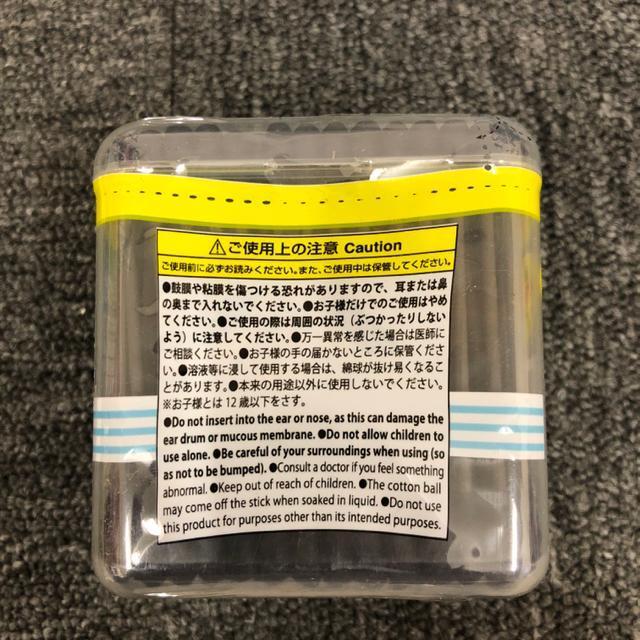 ⚠ご使用上の注意 Caution
ご使用前に必ずお読みください。また、ご使用中は保管してください。
●鼓膜や粘膜を傷つける恐れがありますので、耳または鼻
の奥まで入れないでください。●お子様だけでのご使用はやめ
てください。●ご使用の際は周囲の状況（ぶつかったりしない
よう）に注意してください。●万一異常を感じた場合は医師に
ご相談ください。●お子様の手の届かないところに保管くださ
い。●溶液等に浸して使用する場合は、綿球が抜け易くなるこ
とがあります。●本来の用途以外に使用しないでください。
※お子様とは12歳以下をさす。
●Do not insert into the ear or nose, as this can damage the
ear drum or mucous membrane. ●Do not allow children to
use alone. ●Be careful of your surroundings when using (so
as not to be bumped). ●Consult a doctor if you feel something
abnormal. ●Keep out of reach of children. ●The cotton ball
may come off the stick when soaked in liquid. ●Do not use
this product for purposes other than its intended purposes.